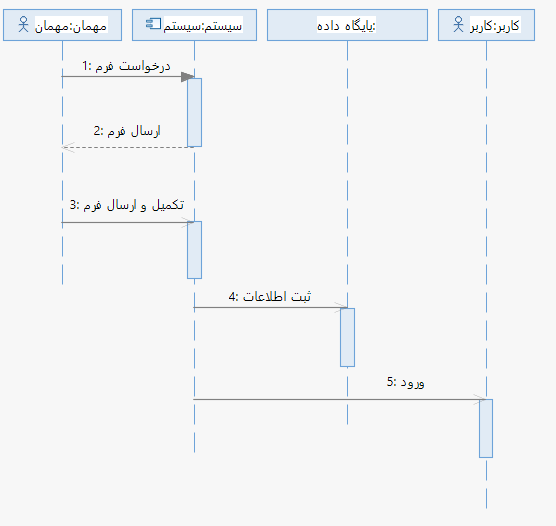 مهمان:مهمان
سیستم:سیستم
پایگاه داده:
کاربر:کاربر
1: درخواست فرم
2: ارسال فرم
3: تکمیل و ارسال فرم
4: ثبت اطلاعات
5: ورود